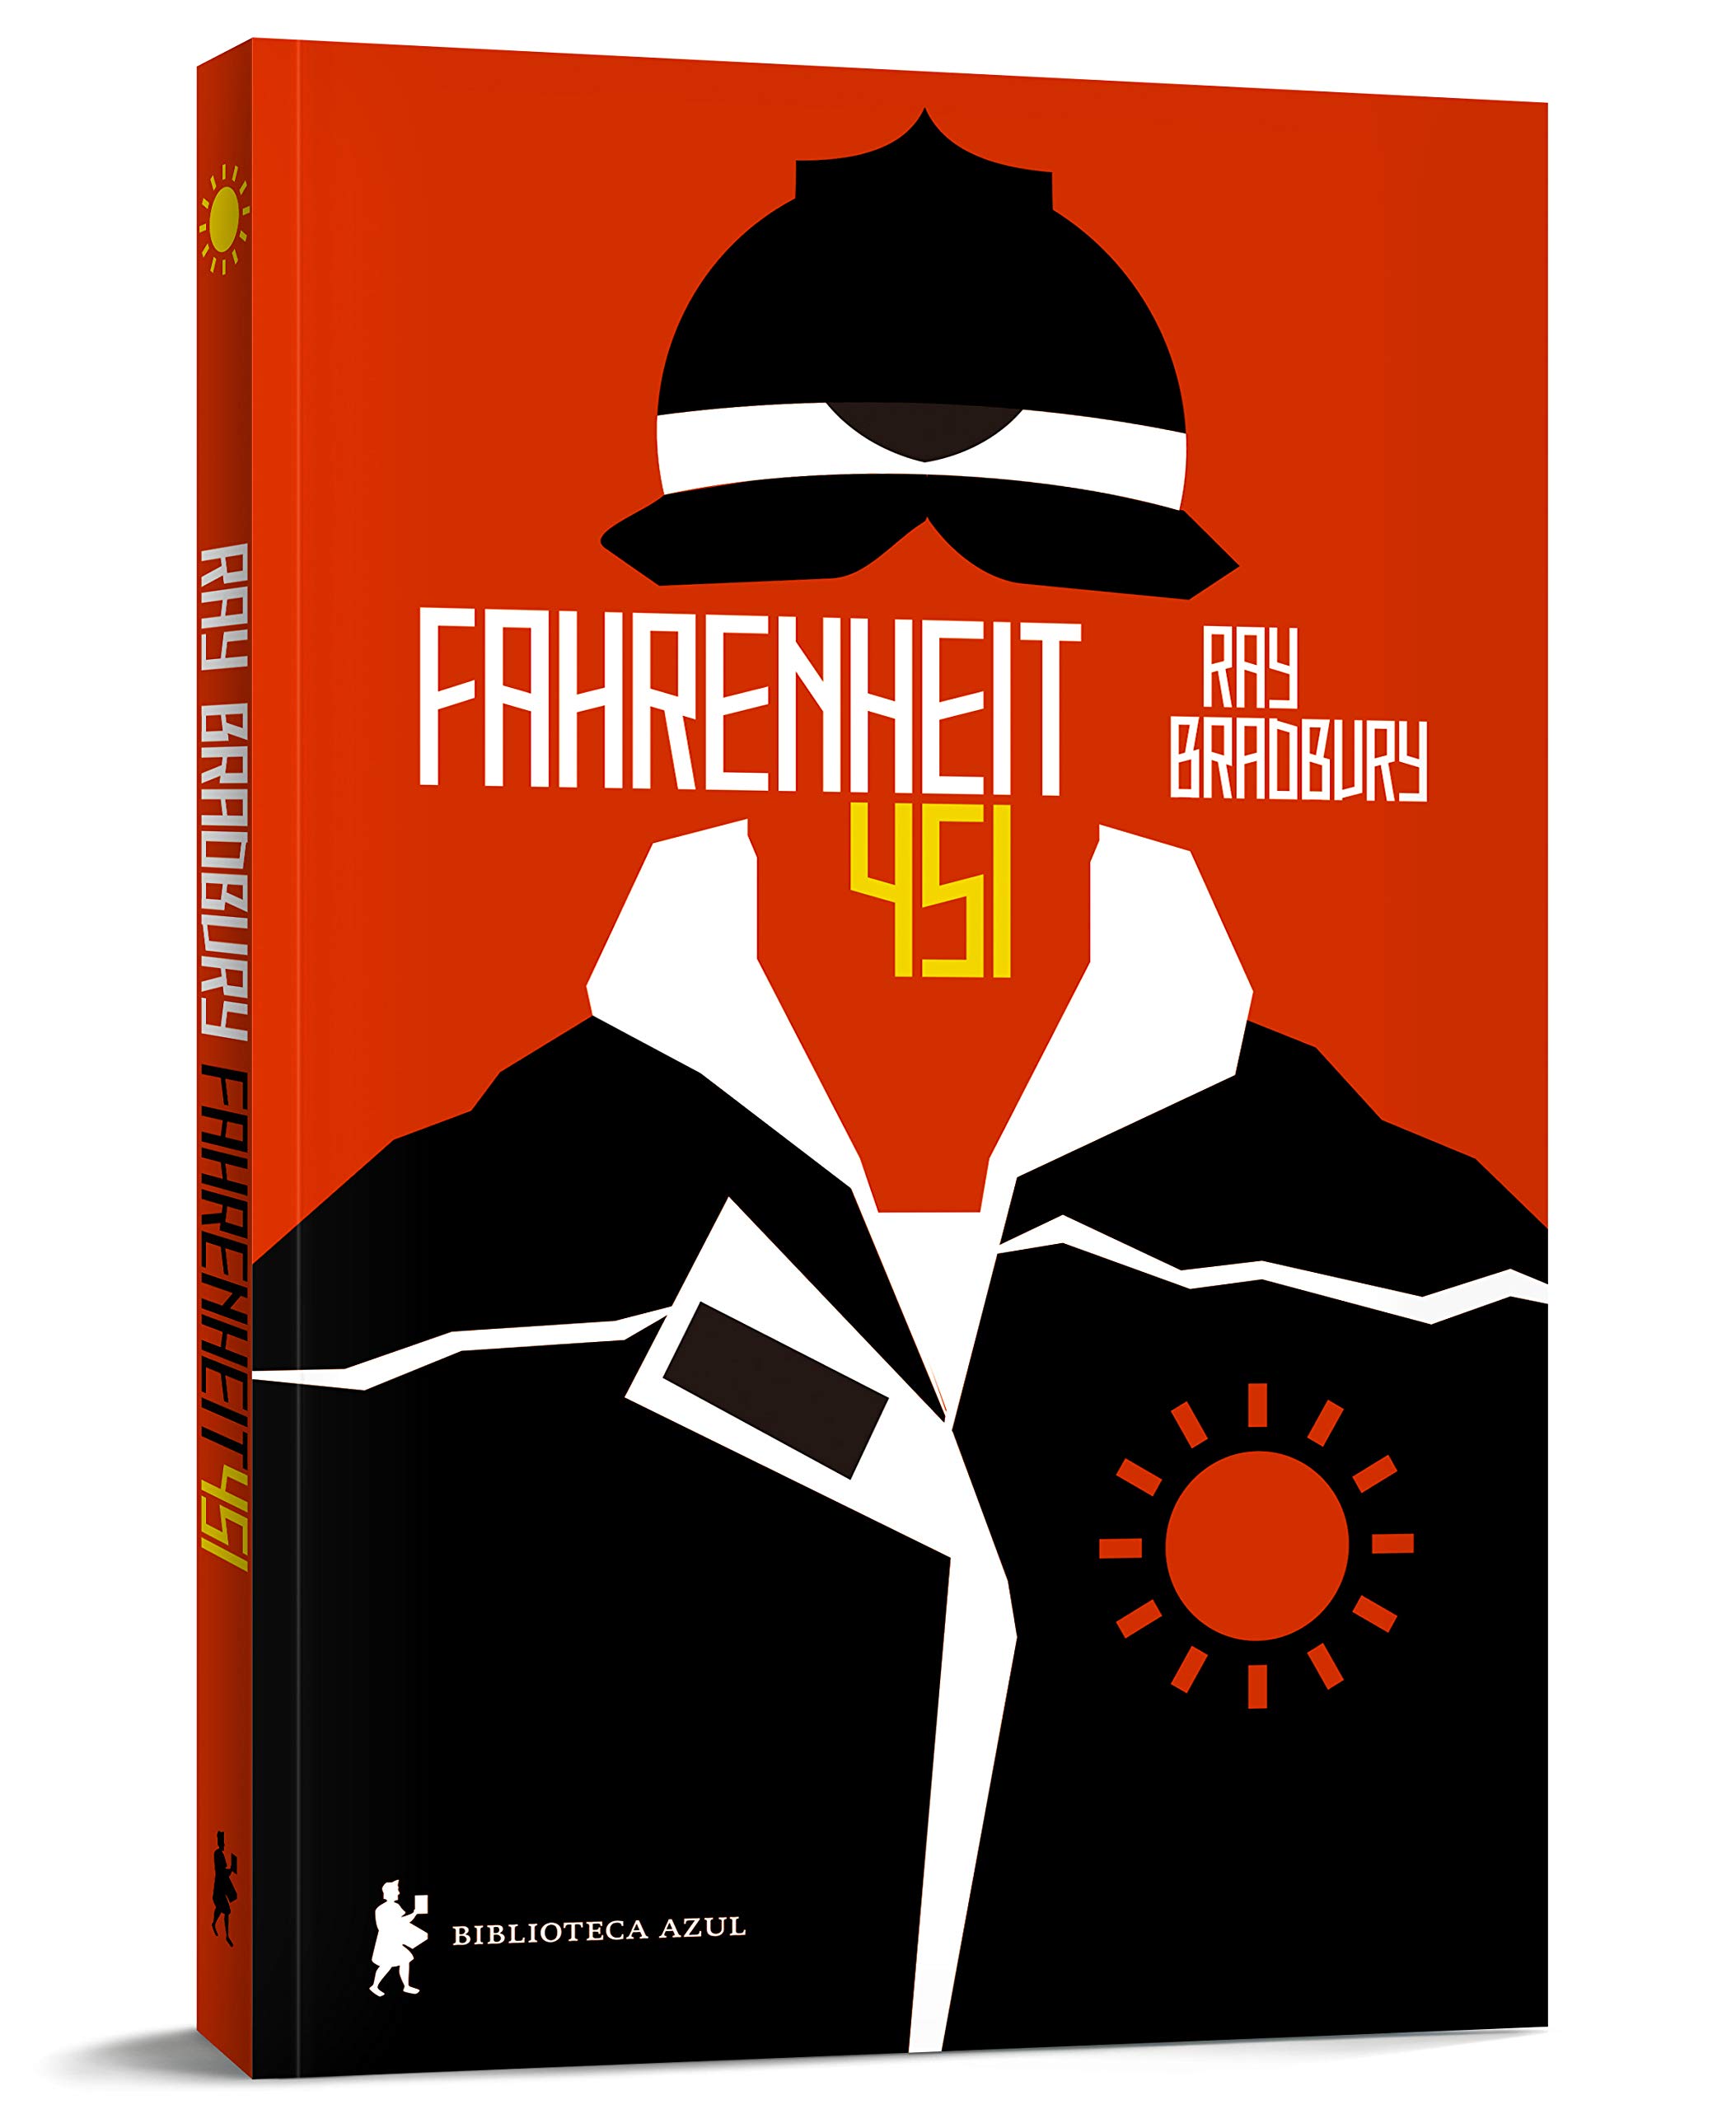 RAY BRADBURY FAHRENHEIT 451
FAHRENHEIT
451
RAY
BRADBURY
BIBLIOTECA AZUL